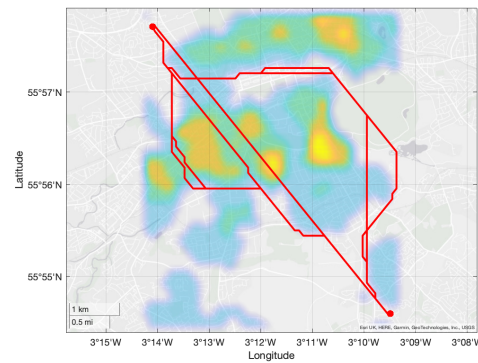 55°57'N
55°56'N
55°55'N
Latitude
1 km
0.5 mi
Esri UK, HERE, Garmin, GeoTechnologies, Inc., USGS
3°15'W 3°14'W 3°13'W 3°12'W 3°11'W 3°10'W 3°09'W 3°08'W
Longitude